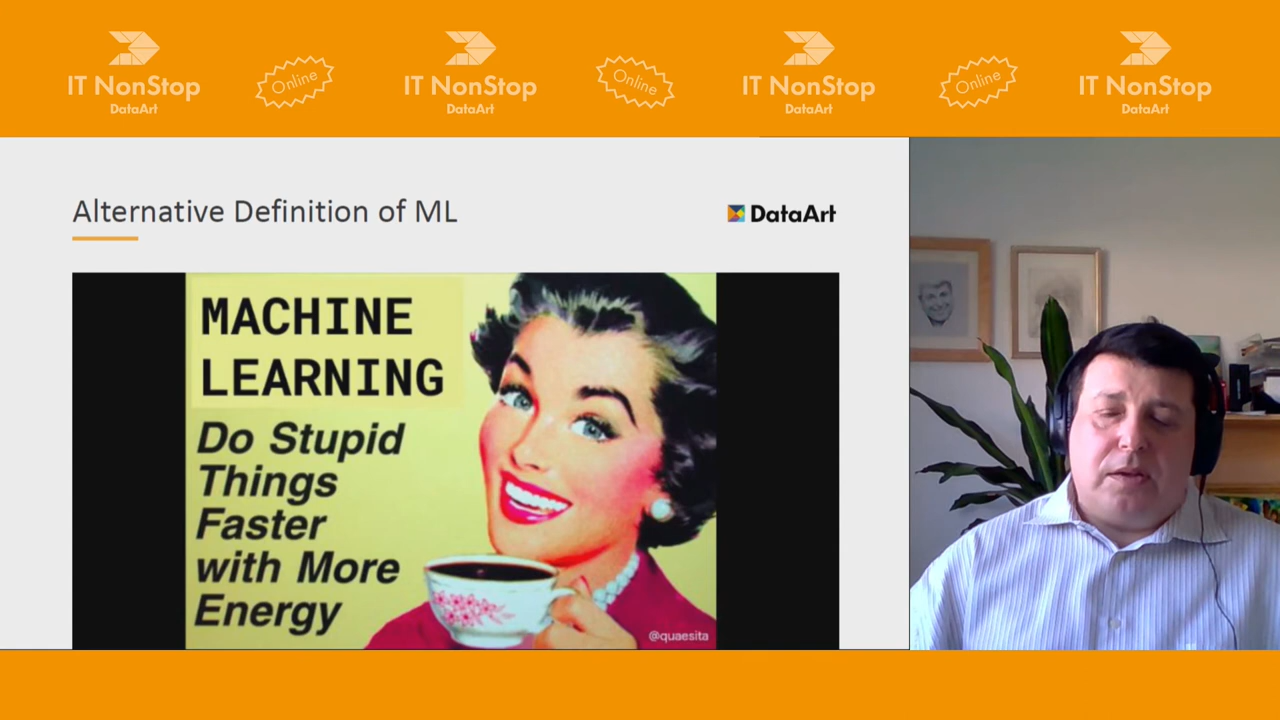 IT NonStop
DataArt
Online
IT NonStop
DataArt
Online
IT NonStop
DataArt
Online
IT NonStop
DataArt
Alternative Definition of ML
DataArt
MACHINE
LEARNING
Do Stupid
Things
Faster
with More
Energy
@quaesita